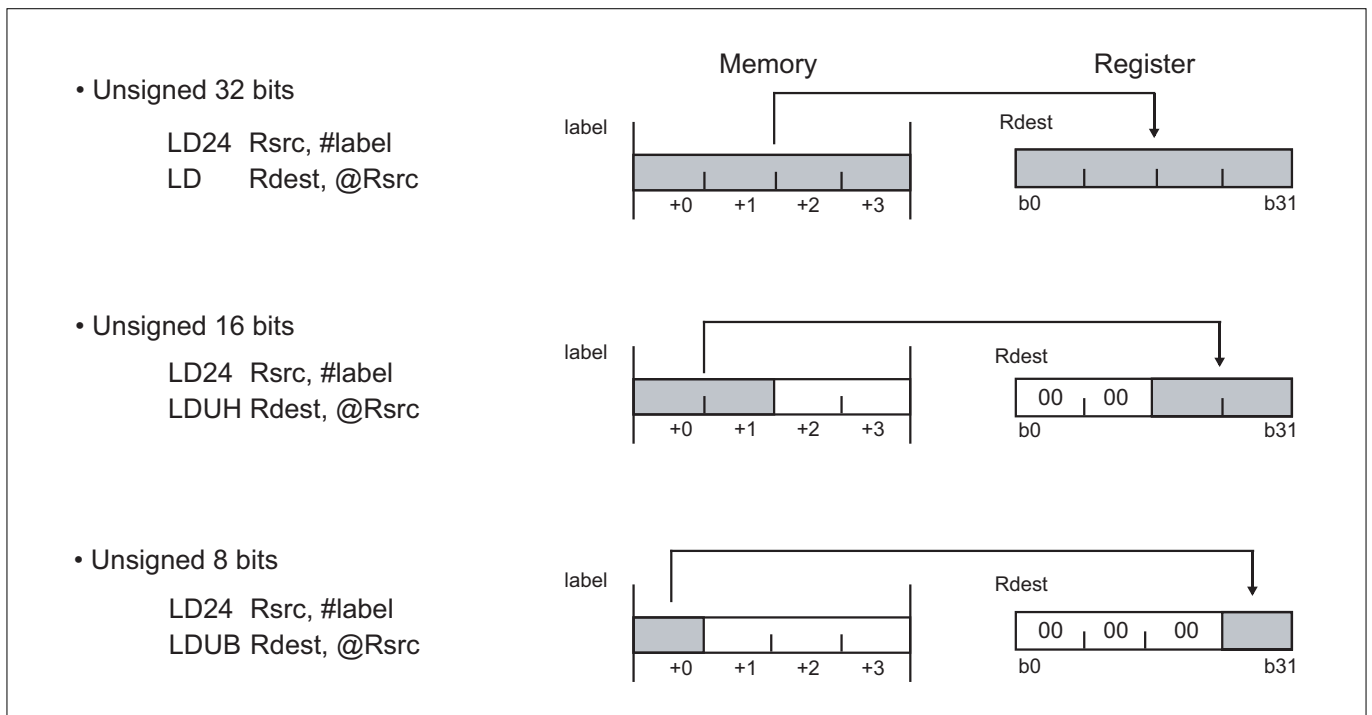 Memory Register
• Unsigned 32 bits
LD24 Rsrc, #label
LD Rdest, @Rsrc
label
Rdest
+0 +1 +2 +3
b0 b31
• Unsigned 16 bits
LD24 Rsrc, #label
LDUH Rdest, @Rsrc
label
Rdest
00 00
+0 +1 +2 +3
b0 b31
• Unsigned 8 bits
LD24 Rsrc, #label
LDUB Rdest, @Rsrc
label
Rdest
00 00 00
+0 +1 +2 +3
b0 b31